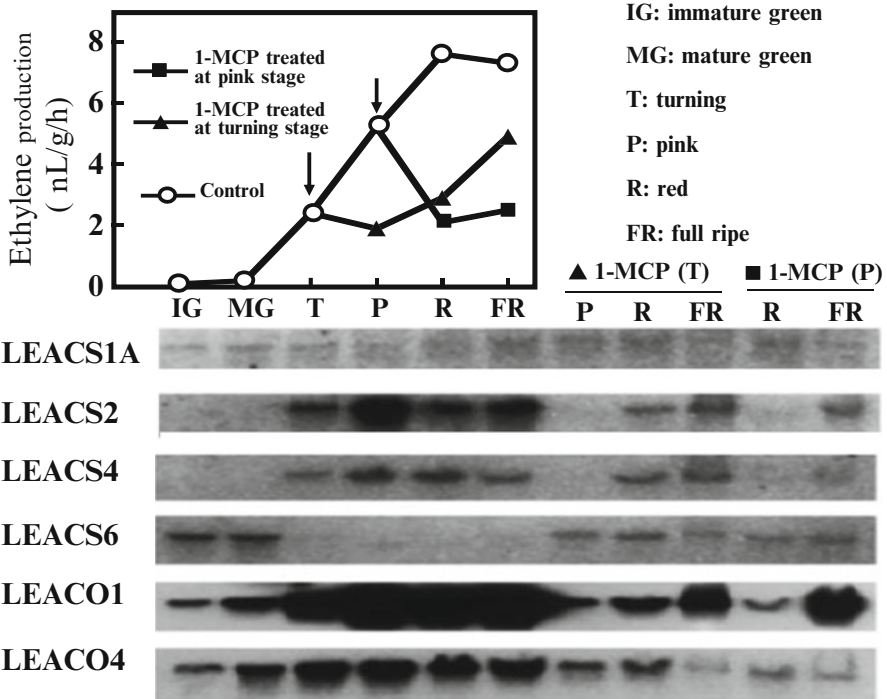 Ethylene production
( nL/g/h)
8
6
4
2
0
1-MCP treated
at pink stage
1-MCP treated
at turning stage
Control
IG MG T P R FR
IG: immature green
MG: mature green
T: turning
P: pink
R: red
FR: full ripe
▲ 1-MCP (T) ■ 1-MCP (P)
P R FR R FR
LEACS1A
LEACS2
LEACS4
LEACS6
LEACO1
LEACO4